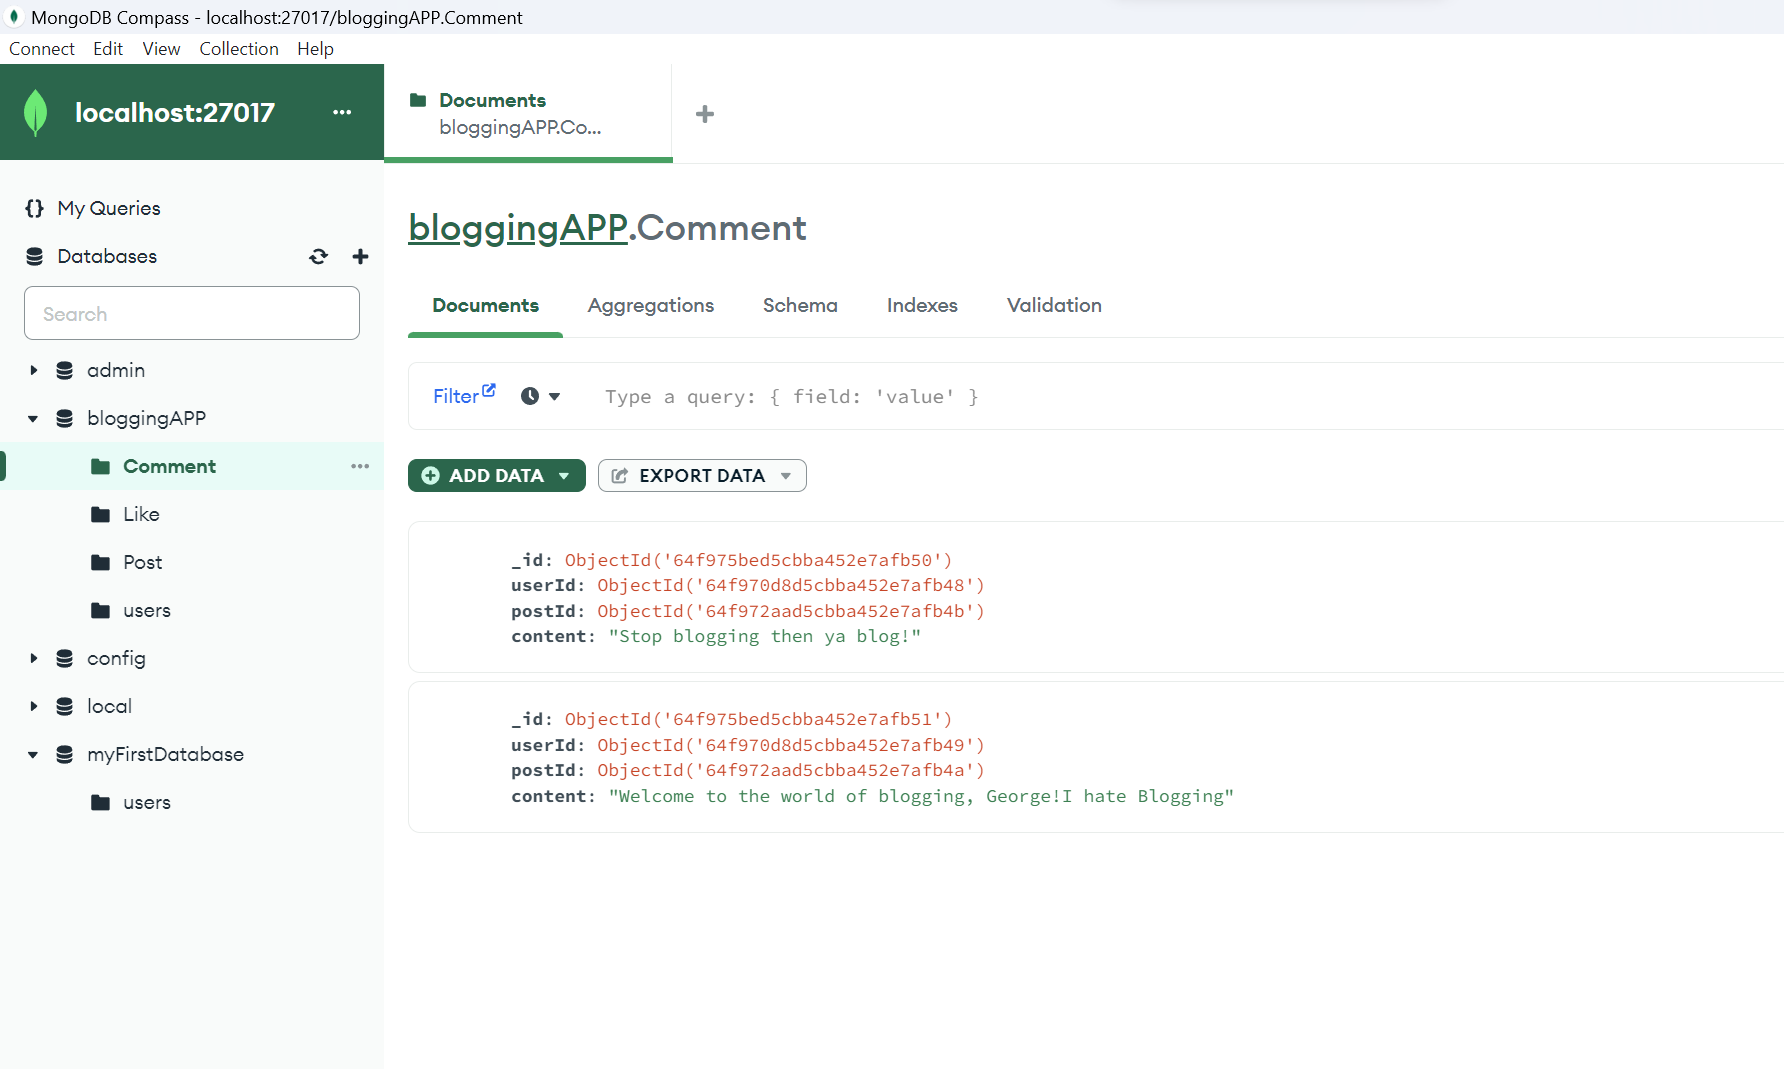 MongoDB Compass - localhost:27017/bloggingAPP.Comment
Connect Edit View Collection Help
localhost:27017
Documents
bloggingAPP.Co...
My Queries
Databases
Search
admin
bloggingAPP
Comment
Like
Post
users
config
local
myFirstDatabase
users
bloggingAPP.Comment
Documents Aggregations Schema Indexes Validation
Filter Type a query: { field: 'value' }
ADD DATA EXPORT DATA
_id: ObjectId('64f975bed5cbba452e7afb50')
userId: ObjectId('64f970d8d5cbba452e7afb48')
postId: ObjectId('64f972aad5cbba452e7afb4b')
content: "Stop blogging then ya blog!"
_id: ObjectId('64f975bed5cbba452e7afb51')
userId: ObjectId('64f970d8d5cbba452e7afb49')
postId: ObjectId('64f972aad5cbba452e7afb4a')
content: "Welcome to the world of blogging, George!I hate Blogging"